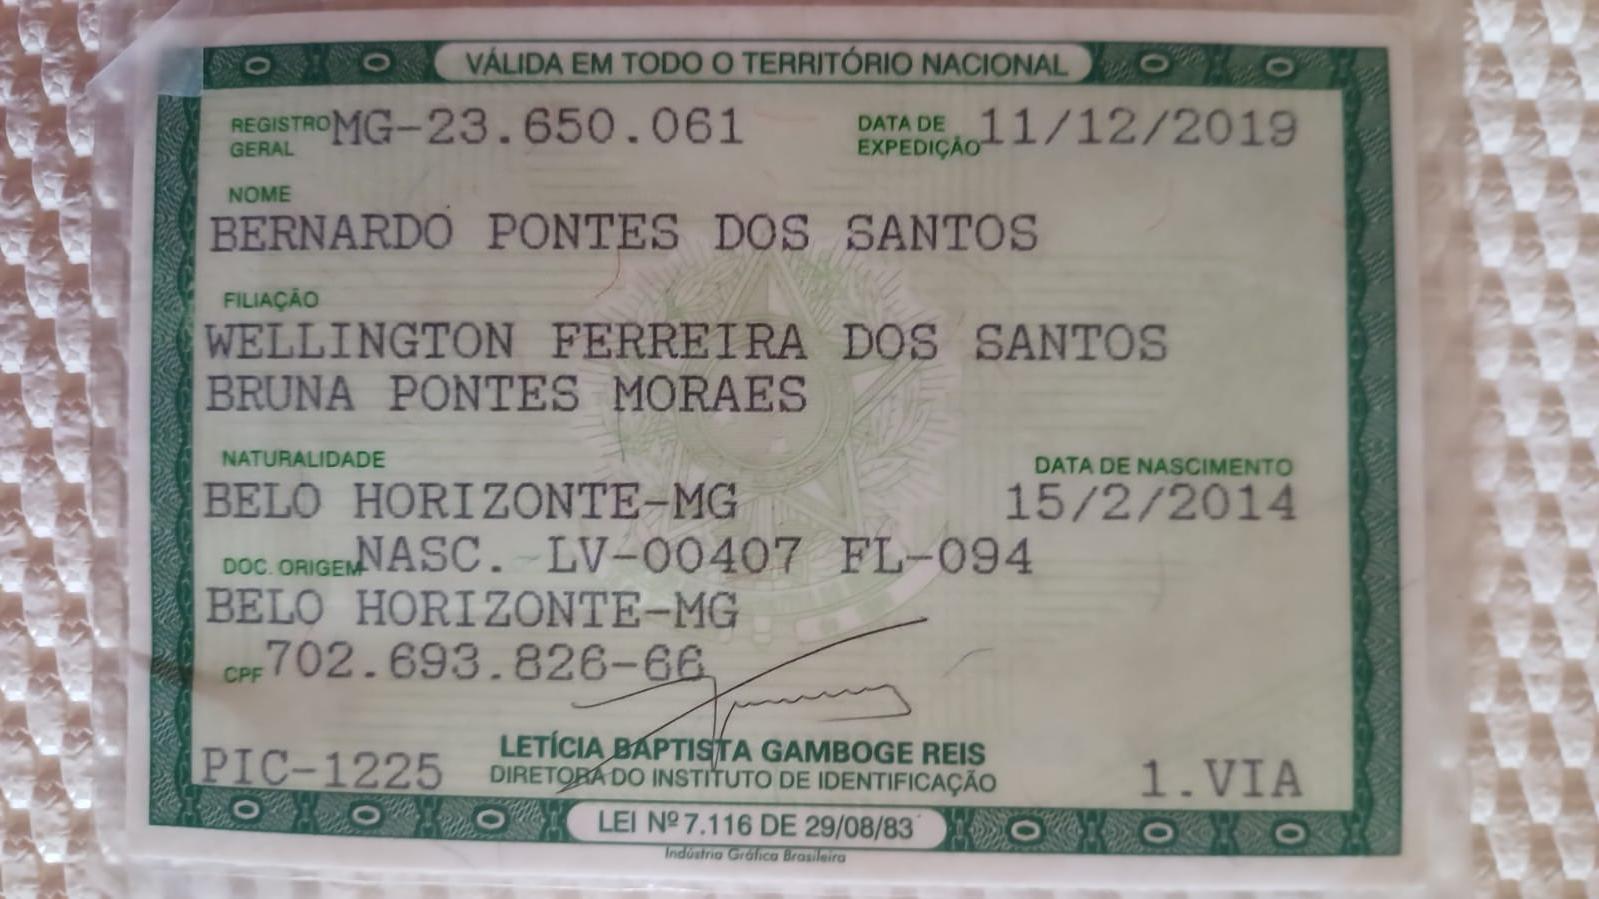 VÁLIDA EM TODO O TERRITÓRIO NACIONAL
REGISTRO GERAL MG-23.650.061 DATA DE EXPEDIÇÃO 11/12/2019
NOME
BERNARDO PONTES DOS SANTOS
FILIAÇÃO
WELLINGTON FERREIRA DOS SANTOS
BRUNA PONTES MORAES
NATURALIDADE DATA DE NASCIMENTO
BELO HORIZONTE-MG 15/2/2014
DOC. ORIGEM NASC. LV-00407 FL-094
BELO HORIZONTE-MG
CPF 702.693.826-66
LETÍCIA BAPTISTA GAMBOGE REIS
PIC-1225 DIRETORA DO INSTITUTO DE IDENTIFICAÇÃO 1.VIA
LEI Nº 7.116 DE 29/08/83
Indústria Gráfica Brasileira